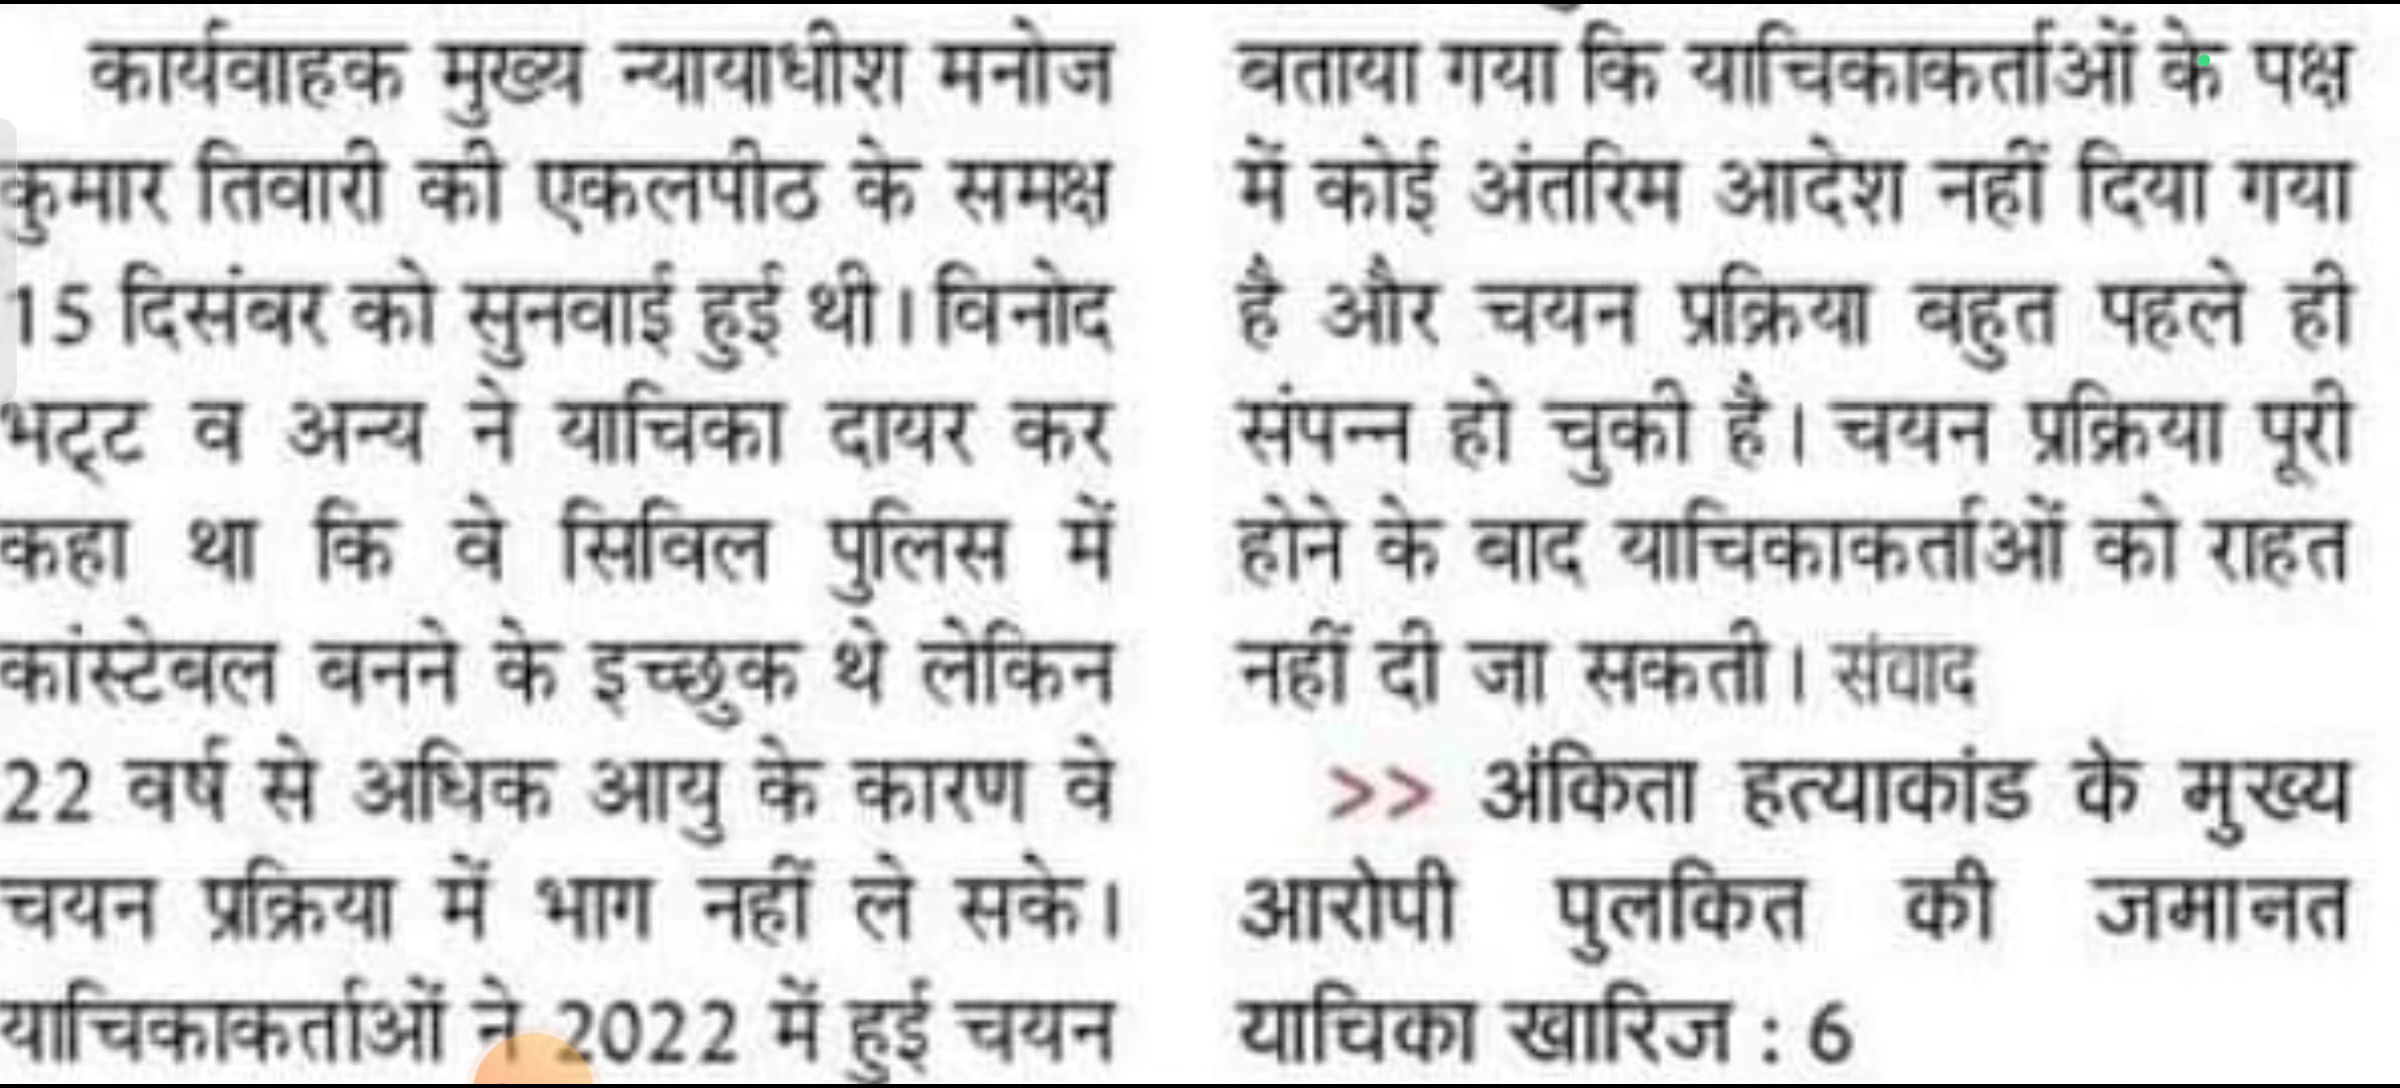 कार्यवाहक मुख्य न्यायाधीश मनोज
कुमार तिवारी की एकलपीठ के समक्ष
15 दिसंबर को सुनवाई हुई थी। विनोद
भट्ट व अन्य ने याचिका दायर कर
कहा था कि वे सिविल पुलिस में
कांस्टेबल बनने के इच्छुक थे लेकिन
22 वर्ष से अधिक आयु के कारण वे
चयन प्रक्रिया में भाग नहीं ले सके।
याचिकाकर्ताओं ने 2022 में हुई चयन
बताया गया कि याचिकाकर्ताओं के पक्ष
में कोई अंतरिम आदेश नहीं दिया गया
है और चयन प्रक्रिया बहुत पहले ही
संपन्न हो चुकी है। चयन प्रक्रिया पूरी
होने के बाद याचिकाकर्ताओं को राहत
नहीं दी जा सकती। संवाद
>> अंकिता हत्याकांड के मुख्य
आरोपी पुलकित की जमानत
याचिका खारिज : 6